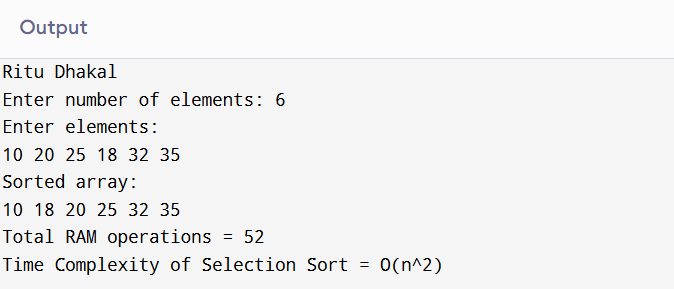 Output
Ritu Dhakal
Enter number of elements: 6
Enter elements:
10 20 25 18 32 35
Sorted array:
10 18 20 25 32 35
Total RAM operations = 52
Time Complexity of Selection Sort = O(n^2)